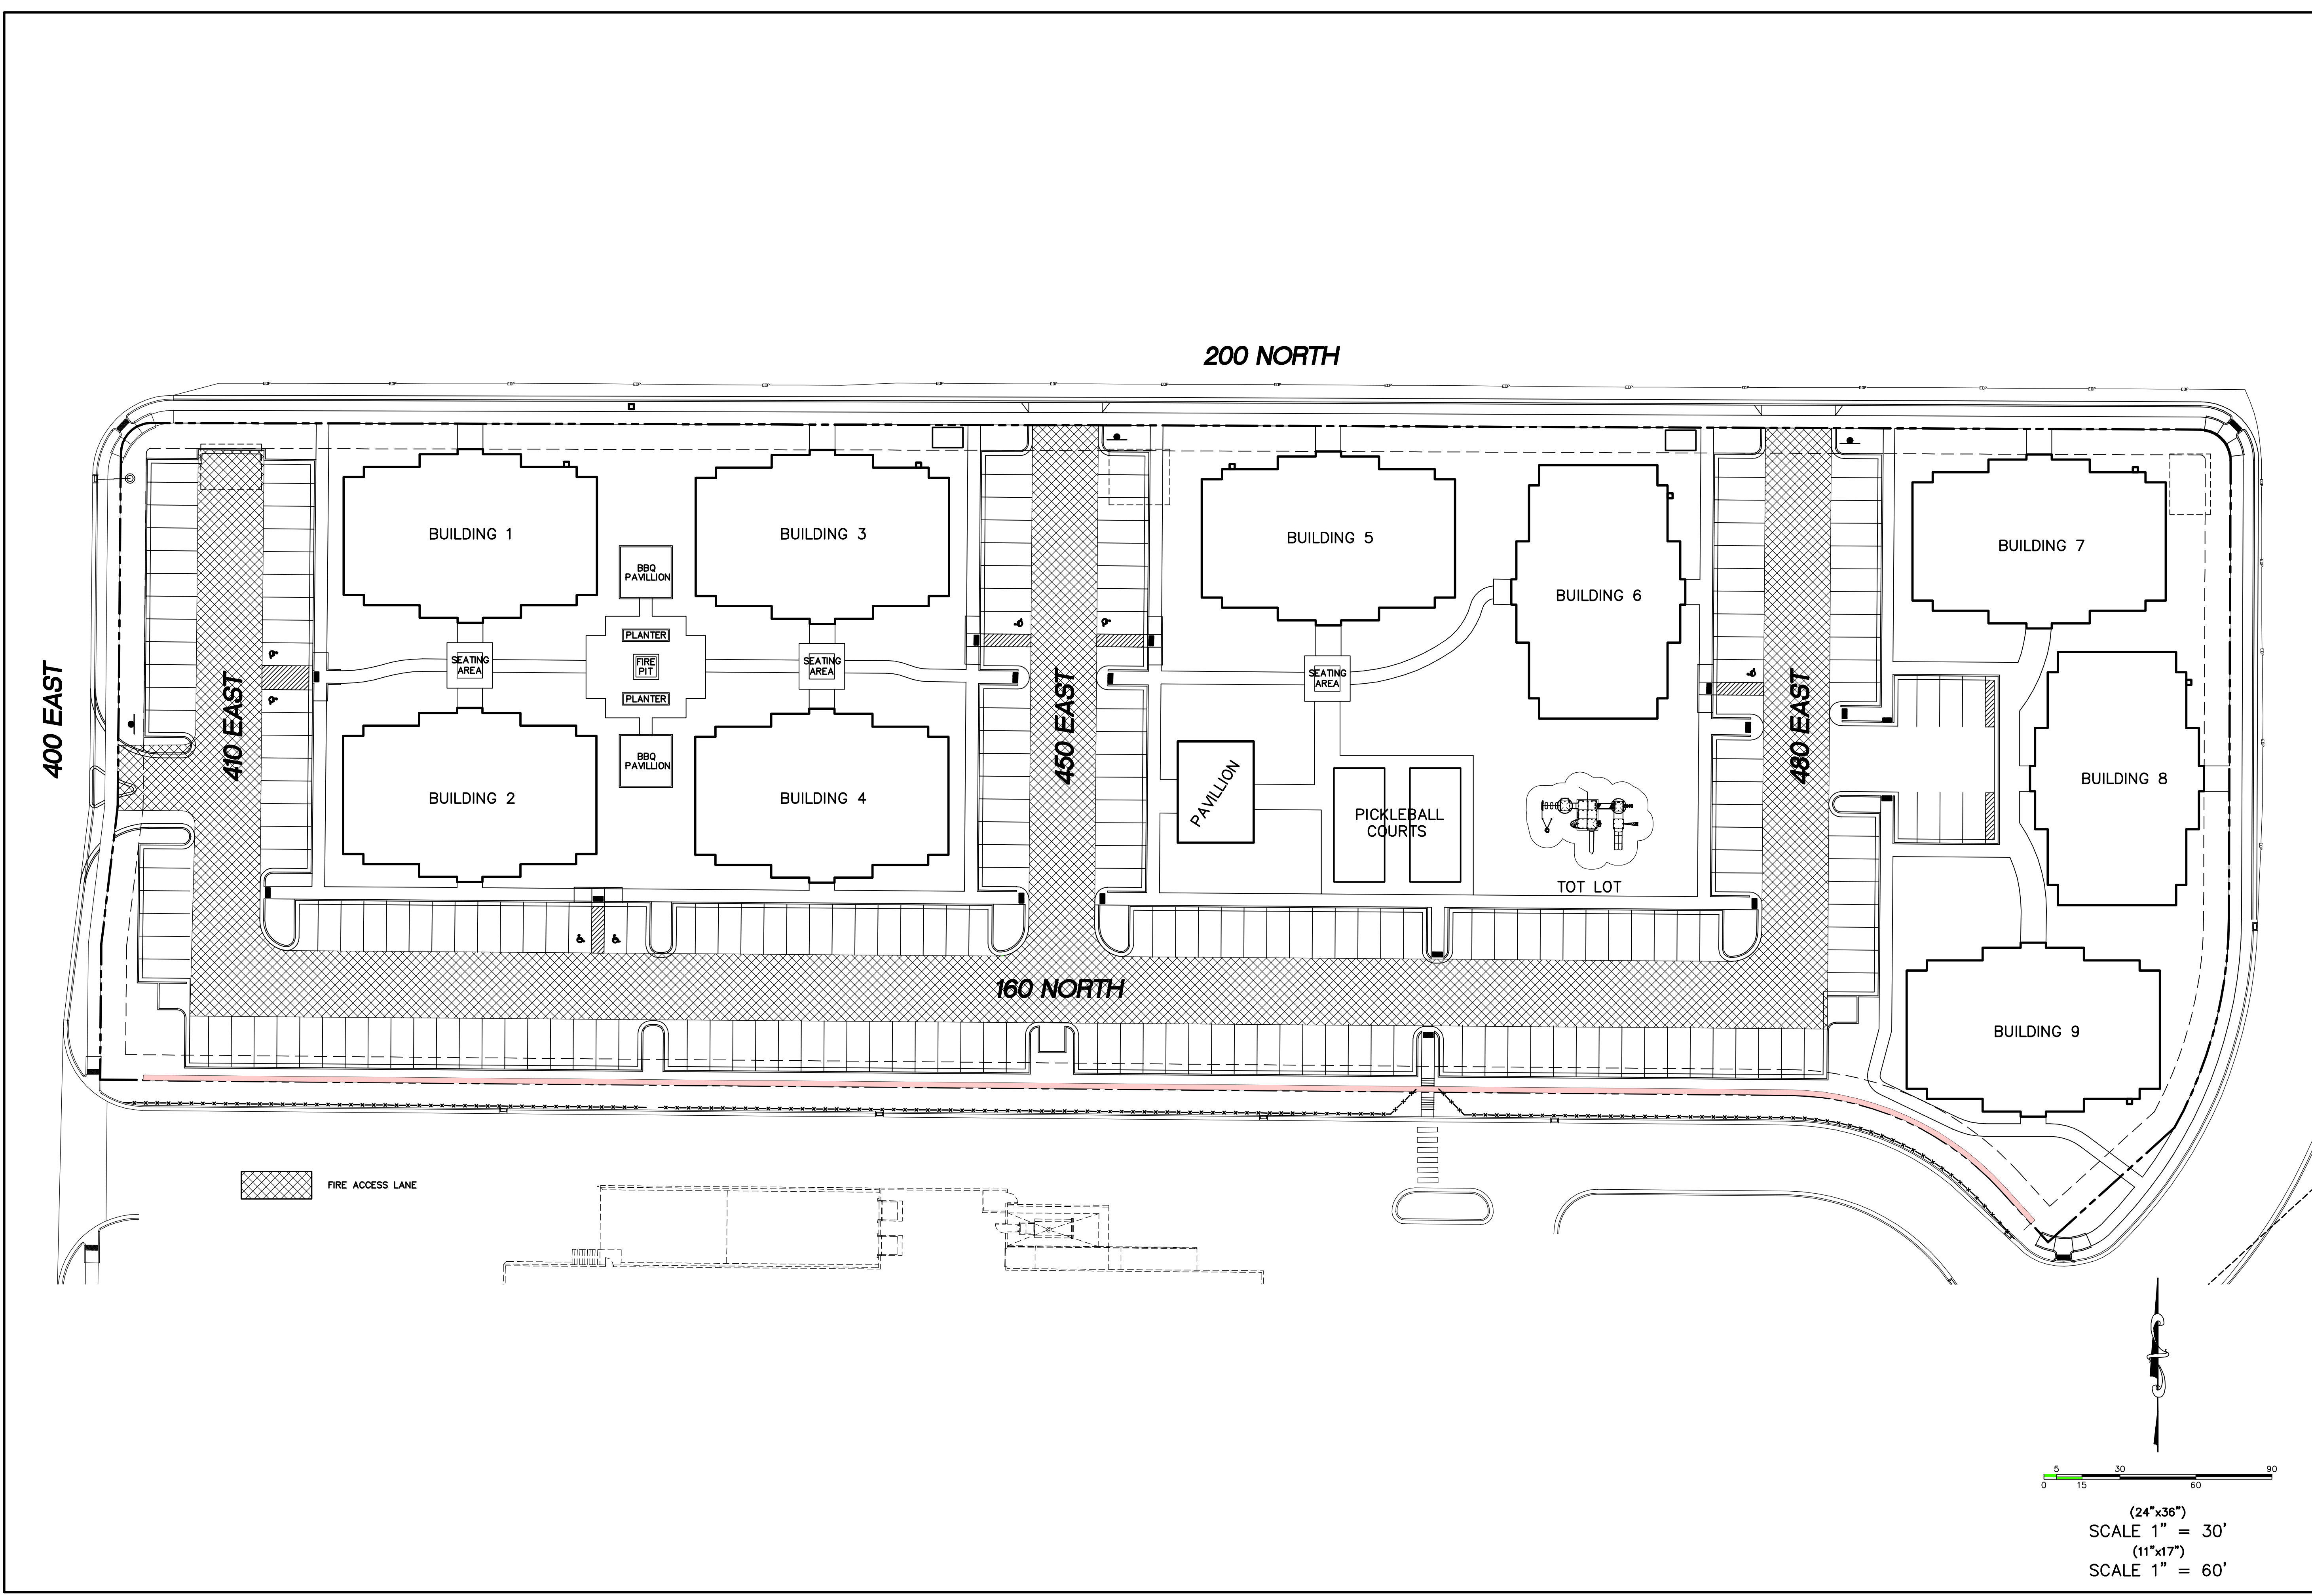 200 NORTH
BUILDING 1
BUILDING 3
BUILDING 5
BUILDING 6
BUILDING 7
BBQ
PAVILLION
PLANTER
FIRE
PIT
PLANTER
BBQ
PAVILLION
SEATING
AREA
SEATING
AREA
SEATING
AREA
400 EAST
410 EAST
450 EAST
480 EAST
BUILDING 2
BUILDING 4
PAVILLION
PICKLEBALL
COURTS
TOT LOT
BUILDING 8
160 NORTH
BUILDING 9
FIRE ACCESS LANE
5 30 90
0 15 60
(24"x36")
SCALE 1" = 30'
(11"x17")
SCALE 1" = 60'